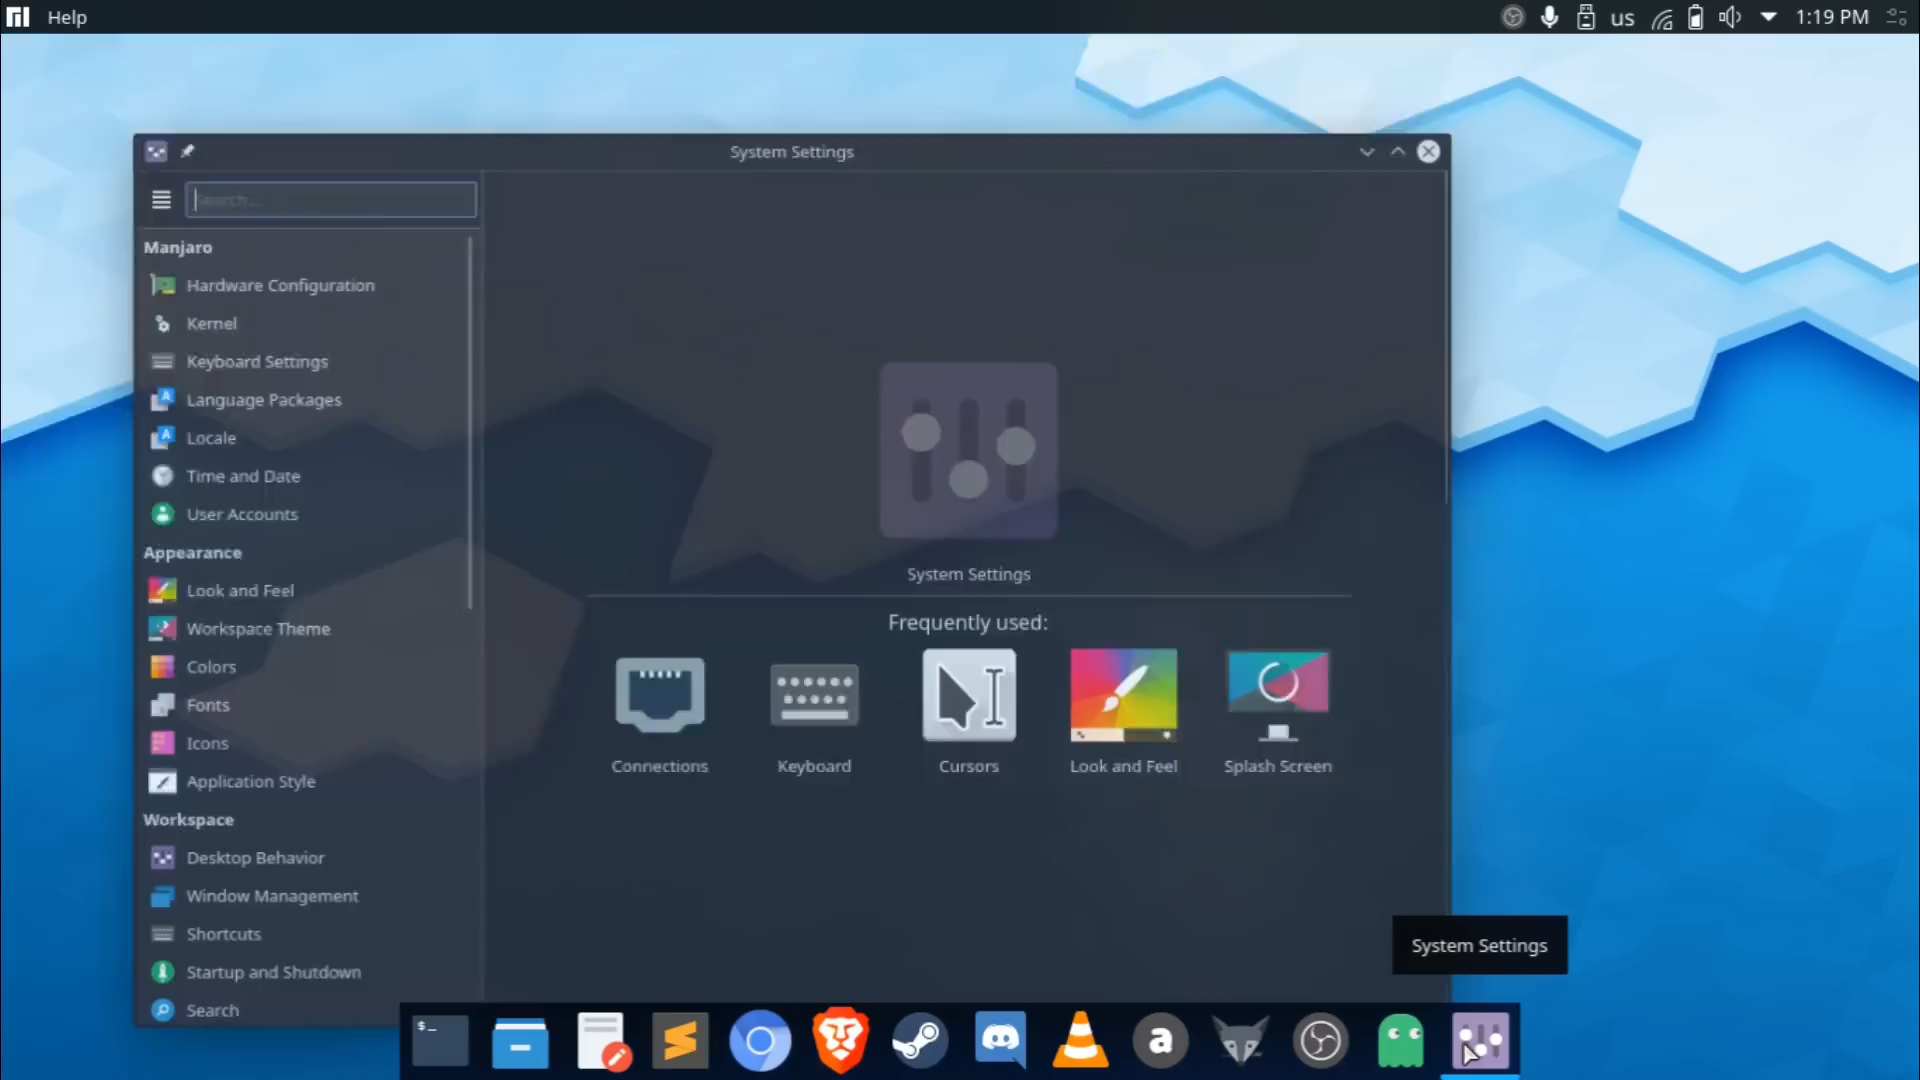 Help
us
1:19 PM
System Settings
Search...
Manjaro
Hardware Configuration
Kernel
Keyboard Settings
Language Packages
Locale
Time and Date
User Accounts
Appearance
Look and Feel
Workspace Theme
Colors
Fonts
Icons
Application Style
Workspace
Desktop Behavior
Window Management
Shortcuts
Startup and Shutdown
Search
System Settings
Frequently used:
Connections
Keyboard
Cursors
Look and Feel
Splash Screen
System Settings
$_
a